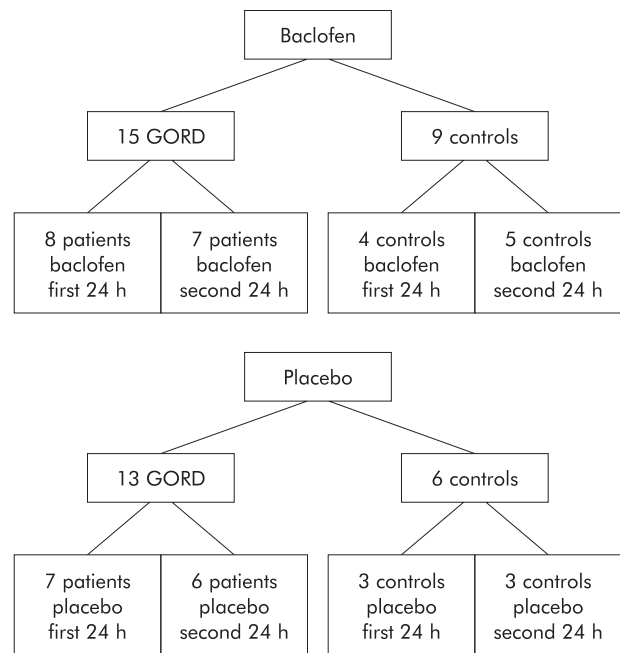 Baclofen
15 GORD
9 controls
8 patients
baclofen
first 24 h
7 patients
baclofen
second 24 h
4 controls
baclofen
first 24 h
5 controls
baclofen
second 24 h
Placebo
13 GORD
6 controls
7 patients
placebo
first 24 h
6 patients
placebo
second 24 h
3 controls
placebo
first 24 h
3 controls
placebo
second 24 h